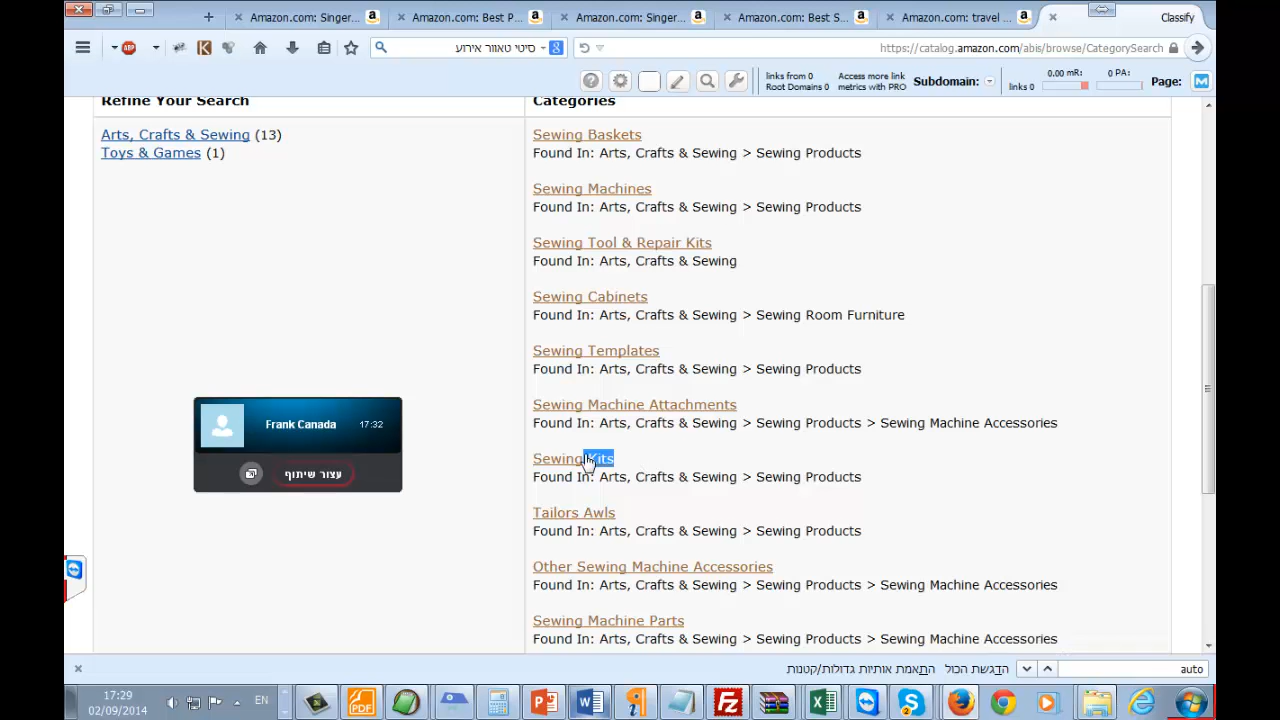 Amazon.com: Singer...
Amazon.com: Best P...
Amazon.com: Singer...
Amazon.com: Best S...
Amazon.com: travel ...
Classify
ABP
K
סיטי טאוור אירוע
8
https://catalog.amazon.com/abis/browse/CategorySearch
links from 0
Root Domains 0
Access more link
metrics with PRO
Subdomain:
0.00 mR:
links 0
0 PA:
Page:
M
Refine Your Search
Arts, Crafts & Sewing (13)
Toys & Games (1)
Categories
Sewing Baskets
Found In: Arts, Crafts & Sewing > Sewing Products
Sewing Machines
Found In: Arts, Crafts & Sewing > Sewing Products
Sewing Tool & Repair Kits
Found In: Arts, Crafts & Sewing
Sewing Cabinets
Found In: Arts, Crafts & Sewing > Sewing Room Furniture
Sewing Templates
Found In: Arts, Crafts & Sewing > Sewing Products
Sewing Machine Attachments
Found In: Arts, Crafts & Sewing > Sewing Products > Sewing Machine Accessories
Sewing Kits
Found In: Arts, Crafts & Sewing > Sewing Products
Tailors Awls
Found In: Arts, Crafts & Sewing > Sewing Products
Other Sewing Machine Accessories
Found In: Arts, Crafts & Sewing > Sewing Products > Sewing Machine Accessories
Sewing Machine Parts
Found In: Arts, Crafts & Sewing > Sewing Products > Sewing Machine Accessories
Frank Canada
17:32
עצור שיתוף
הדגשת הכול
התאמת אותיות גדולות/קטנות
auto
17:29
02/09/2014
EN
PDF